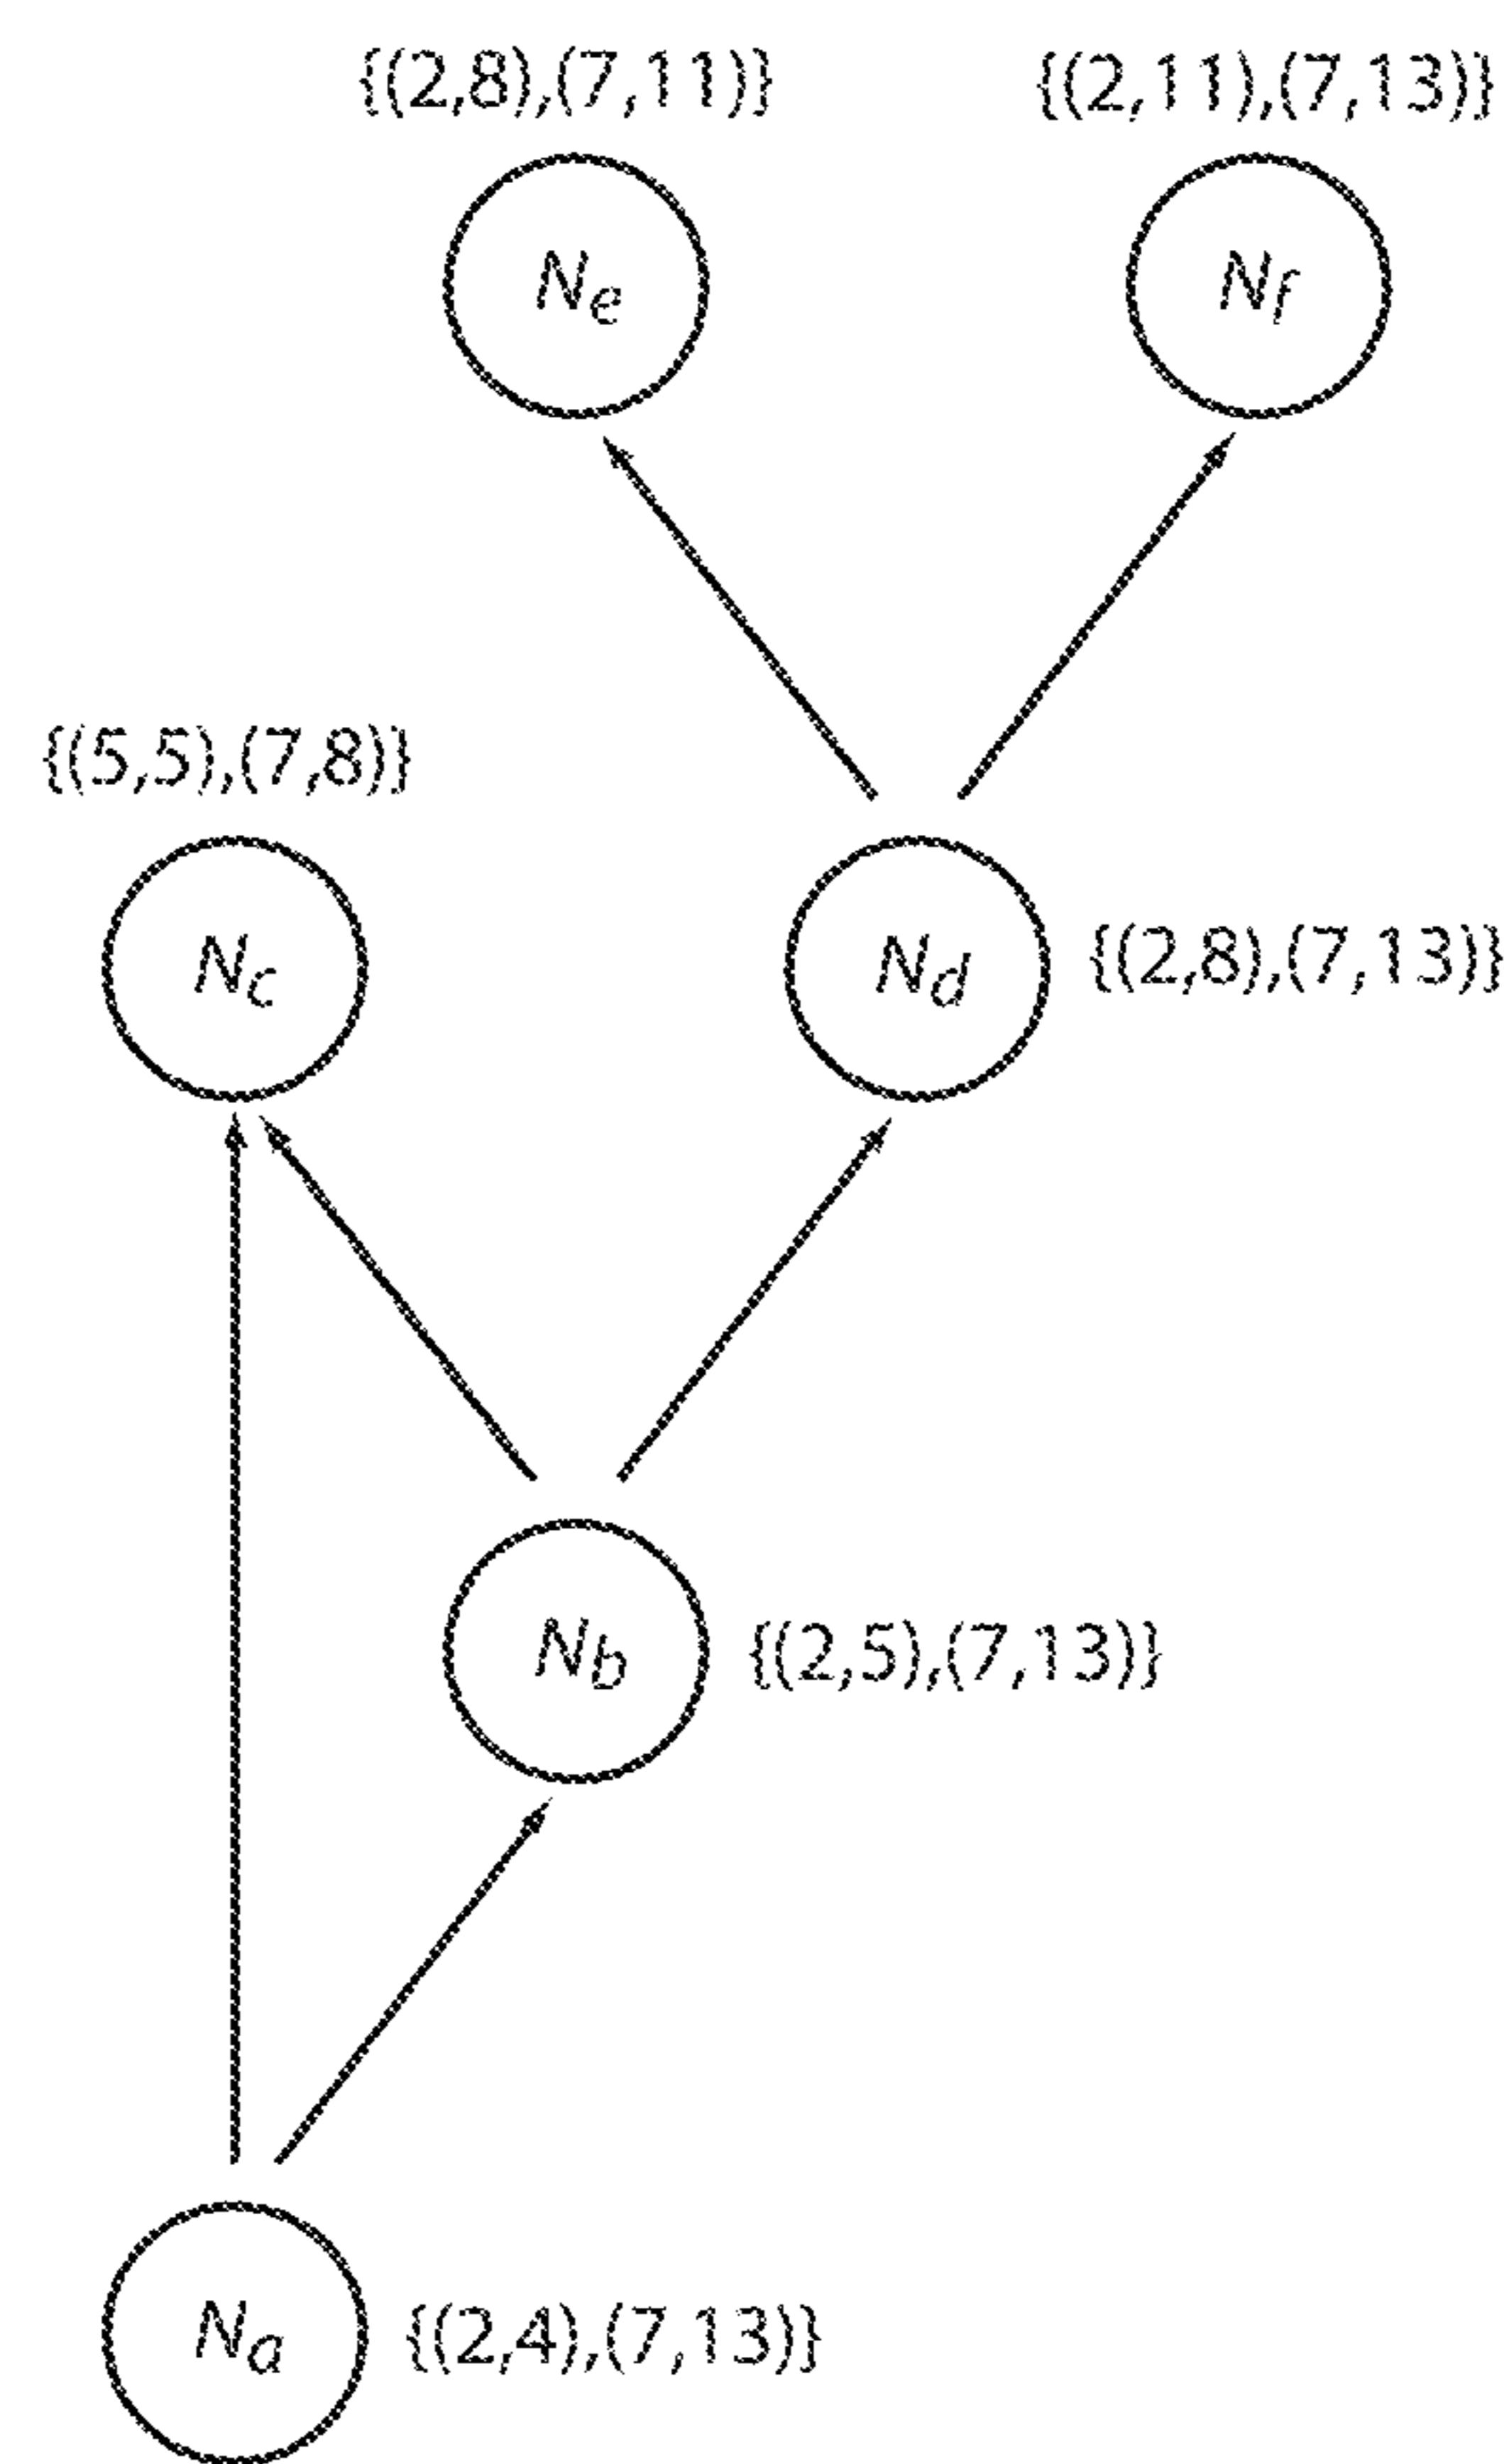 {(2,8),(7,11)} {(2,11),(7,13)}
Ne Nf
{(5,5),(7,8)}
Nc Nd {(2,8),(7,13)}
Nb {(2,5),(7,13)}
Na {(2,4),(7,13)}